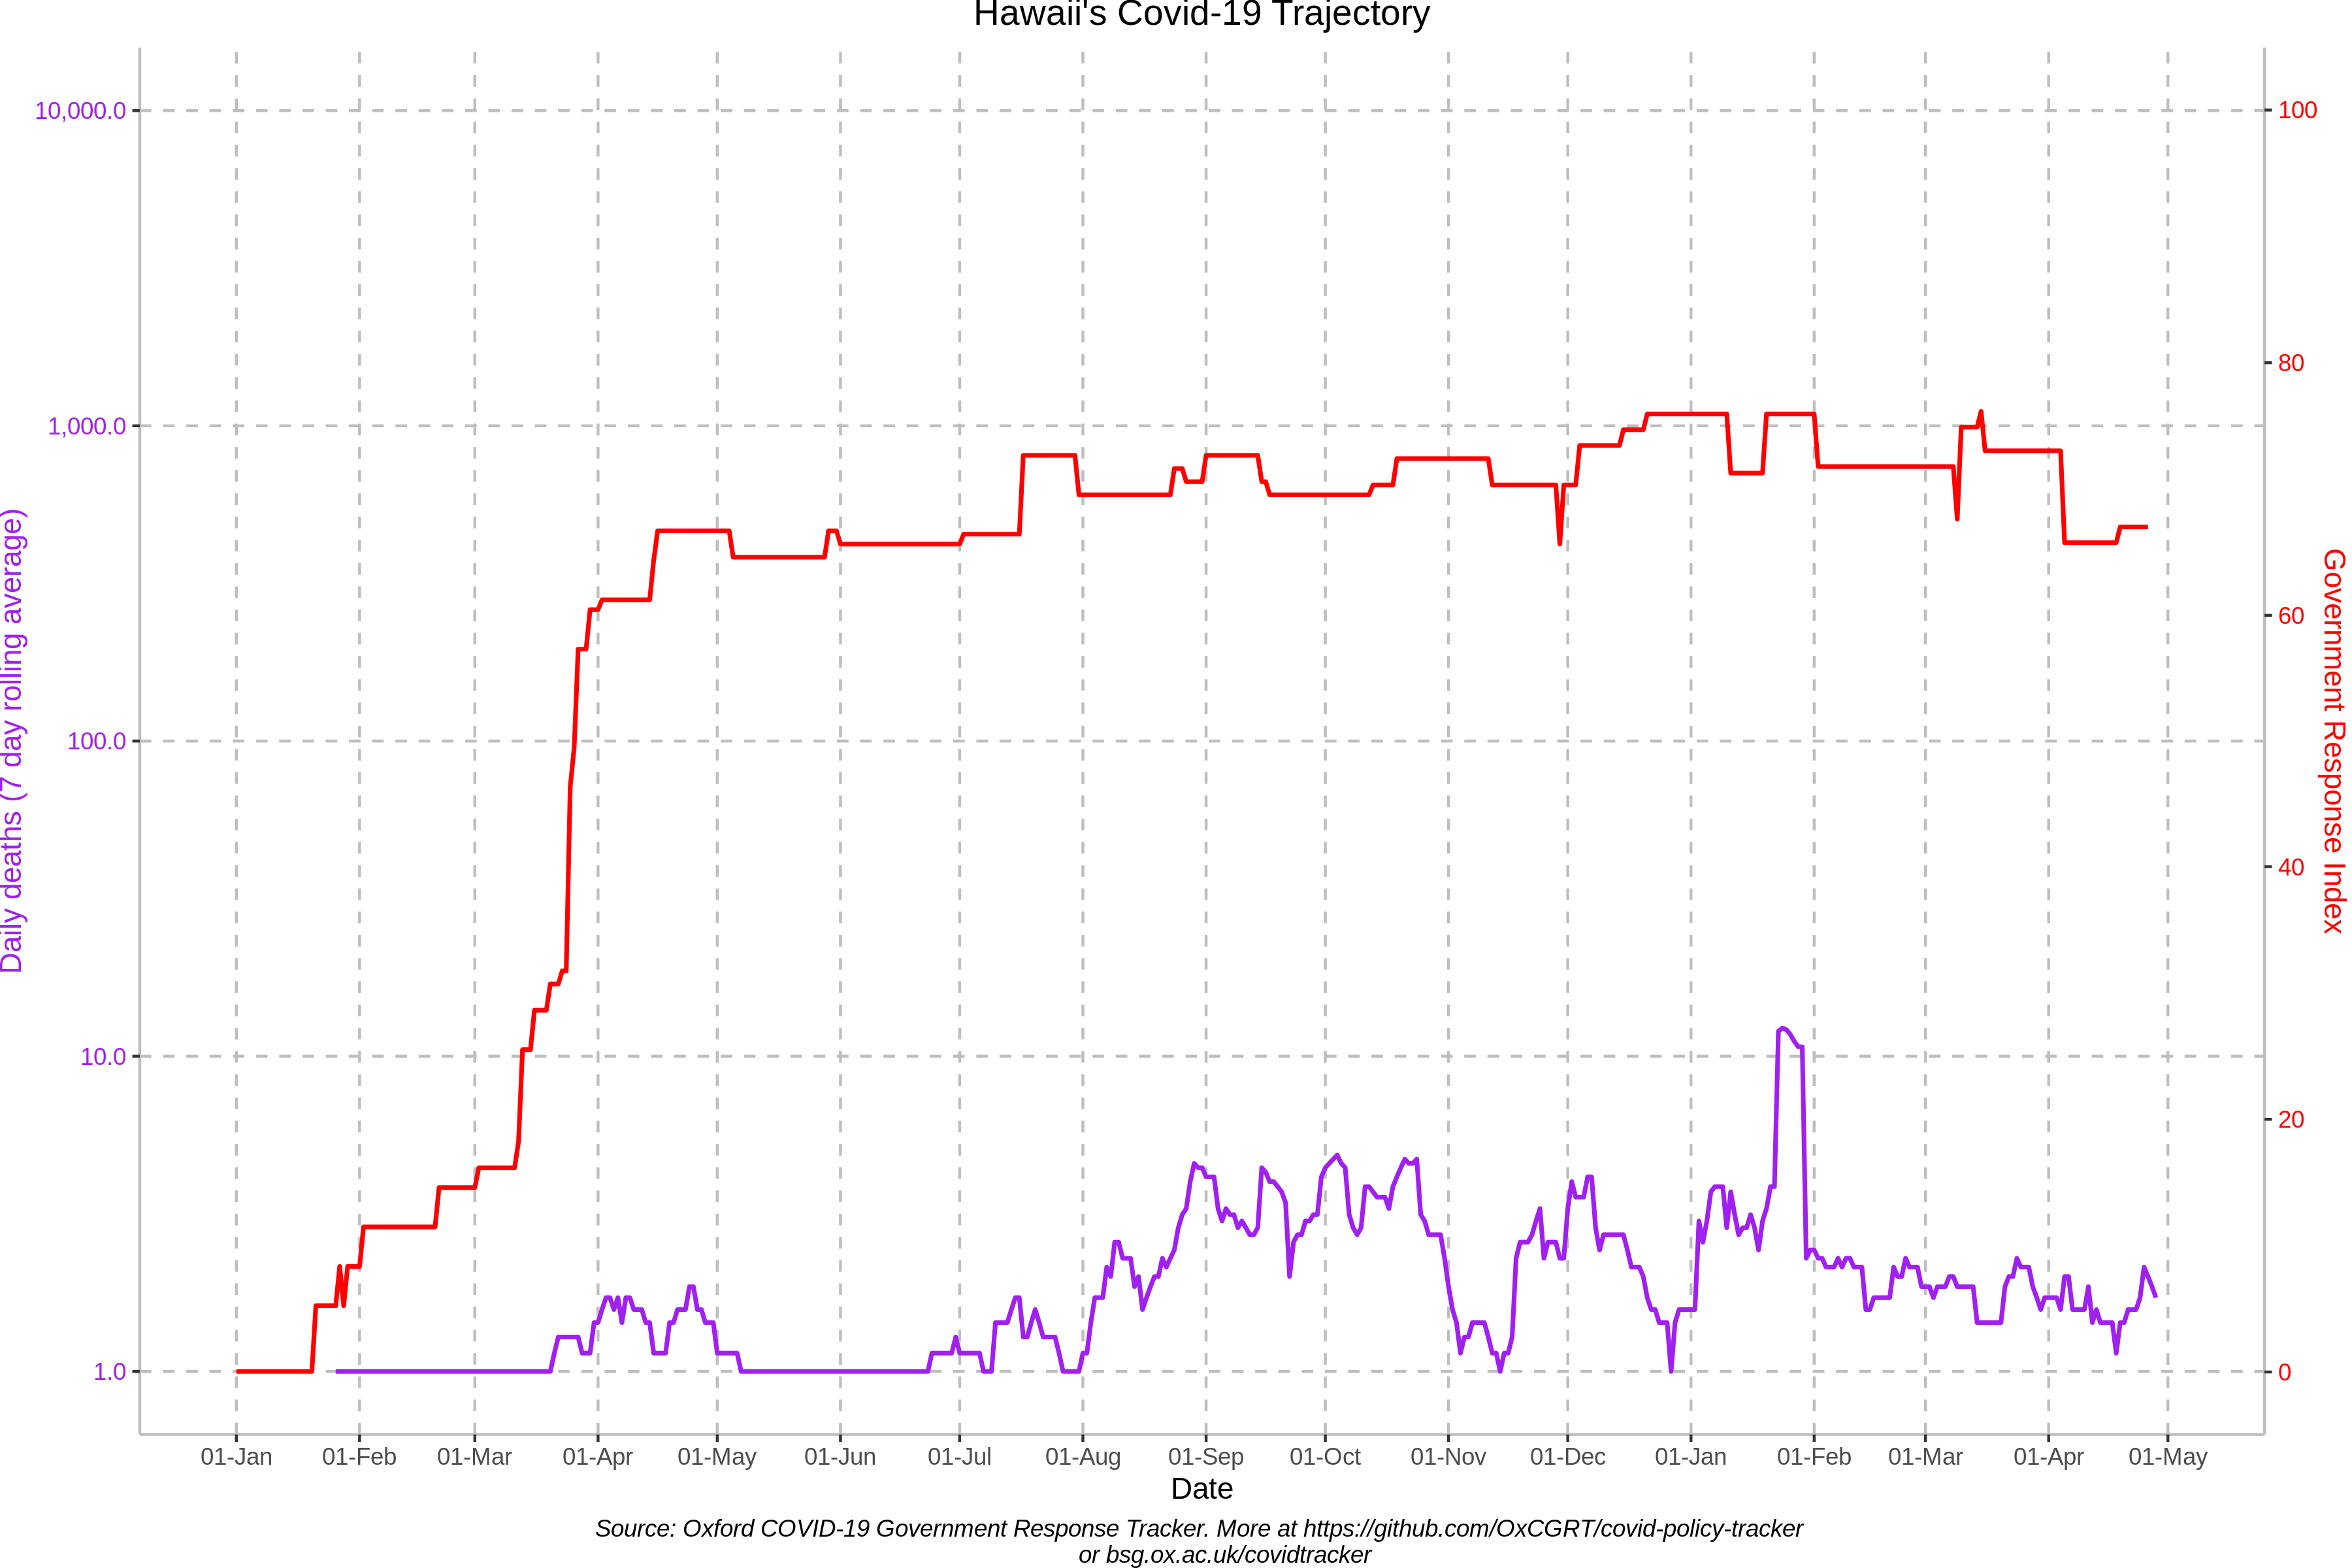 Hawaii's Covid-19 Trajectory
10,000.0
1,000.0
100.0
10.0
1.0
Daily deaths (7 day rolling average)
100
80
60
40
20
0
Government Response Index
01-Jan 01-Feb 01-Mar 01-Apr 01-May 01-Jun 01-Jul 01-Aug 01-Sep 01-Oct 01-Nov 01-Dec 01-Jan 01-Feb 01-Mar 01-Apr 01-May
Date
Source: Oxford COVID-19 Government Response Tracker. More at https://github.com/OxCGRT/covid-policy-tracker
or bsg.ox.ac.uk/covidtracker